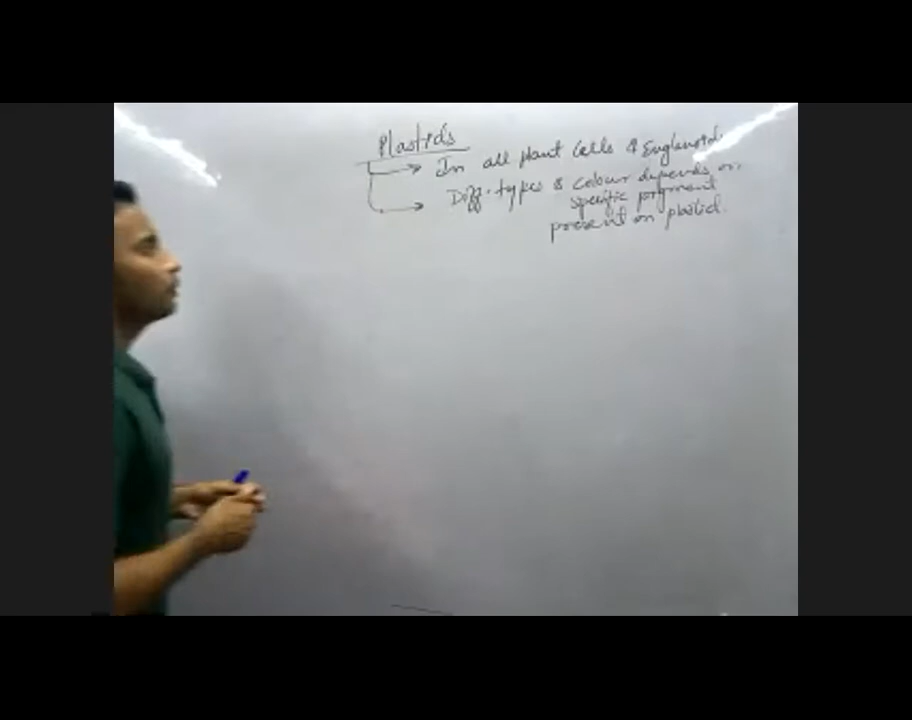 Plastids
In all plant cells & Euglenoid.
Diff. types & colour depends on
specific pigment
present on plastid.